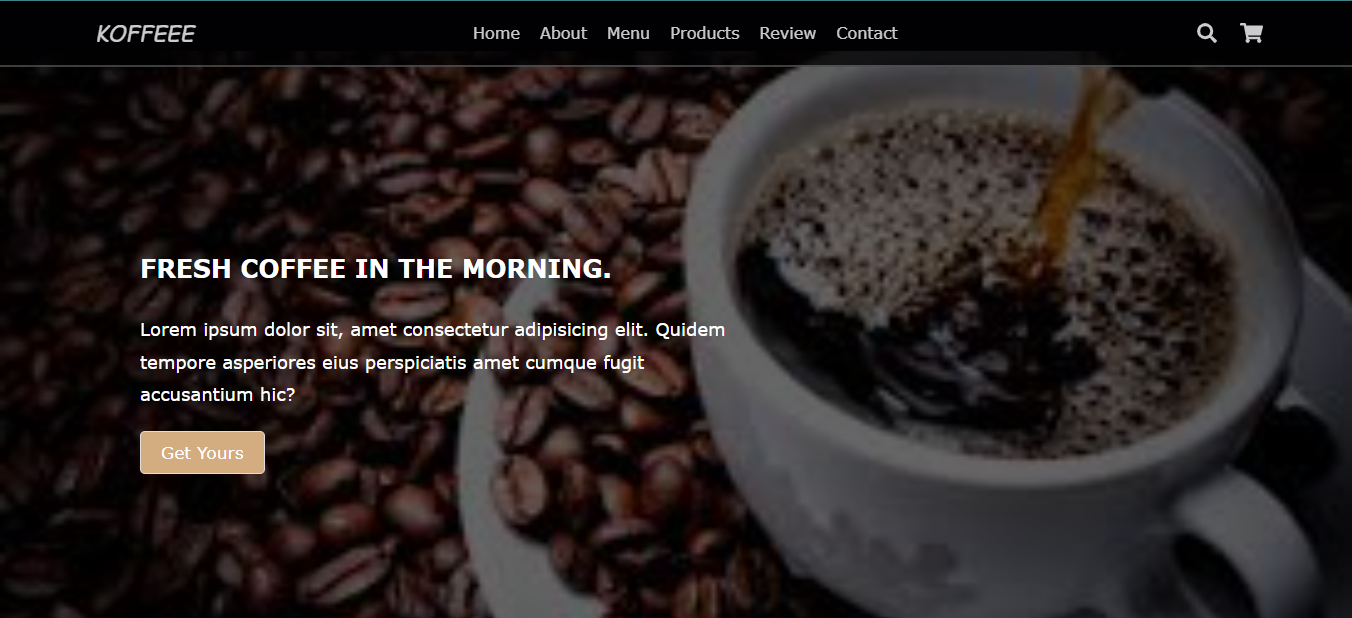 KOFFEEE
Home About Menu Products Review Contact
FRESH COFFEE IN THE MORNING.
Lorem ipsum dolor sit, amet consectetur adipisicing elit. Quidem
tempore asperiores eius perspiciatis amet cumque fugit
accusantium hic?
Get Yours